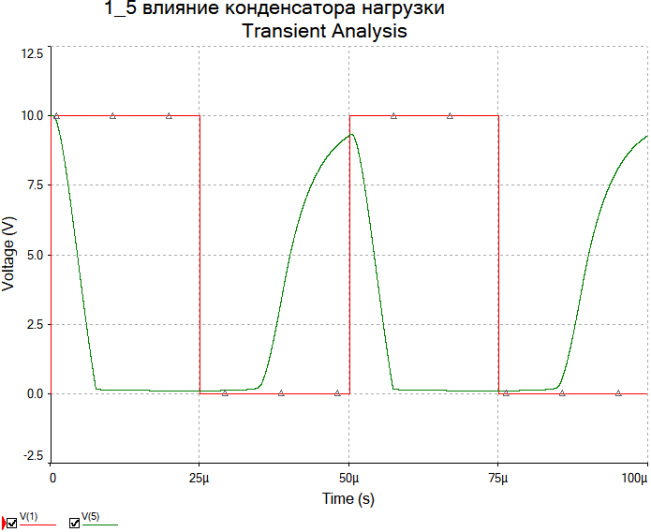 1_5 влияние конденсатора нагрузки
Transient Analysis
12.5
10.0
7.5
5.0
2.5
0.0
-2.5
Voltage (V)
0 25µ 50µ 75µ 100µ
Time (s)
V(1) V(5)